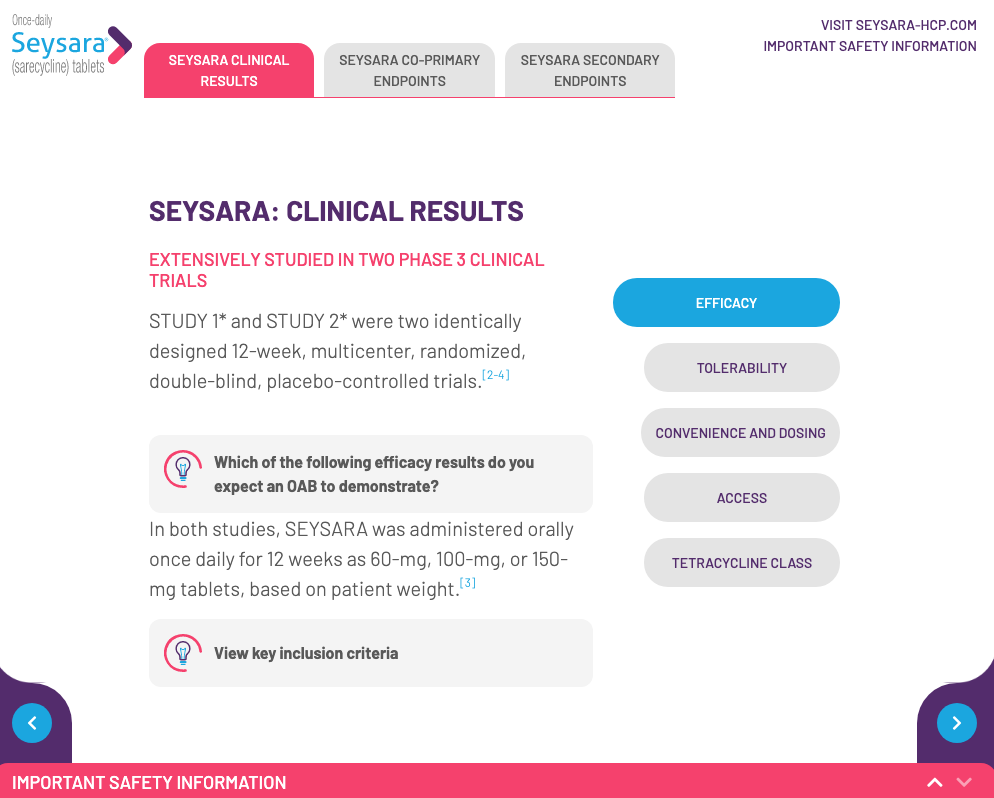 Once-daily
Seysara®
(sarecycline) tablets
SEYSARA CLINICAL
RESULTS
SEYSARA CO-PRIMARY
ENDPOINTS
SEYSARA SECONDARY
ENDPOINTS
VISIT SEYSARA-HCP.COM
IMPORTANT SAFETY INFORMATION
SEYSARA: CLINICAL RESULTS
EXTENSIVELY STUDIED IN TWO PHASE 3 CLINICAL
TRIALS
STUDY 1* and STUDY 2* were two identically
designed 12-week, multicenter, randomized,
double-blind, placebo-controlled trials.[2-4]
Which of the following efficacy results do you
expect an OAB to demonstrate?
In both studies, SEYSARA was administered orally
once daily for 12 weeks as 60-mg, 100-mg, or 150-
mg tablets, based on patient weight.[3]
View key inclusion criteria
EFFICACY
TOLERABILITY
CONVENIENCE AND DOSING
ACCESS
TETRACYCLINE CLASS
IMPORTANT SAFETY INFORMATION